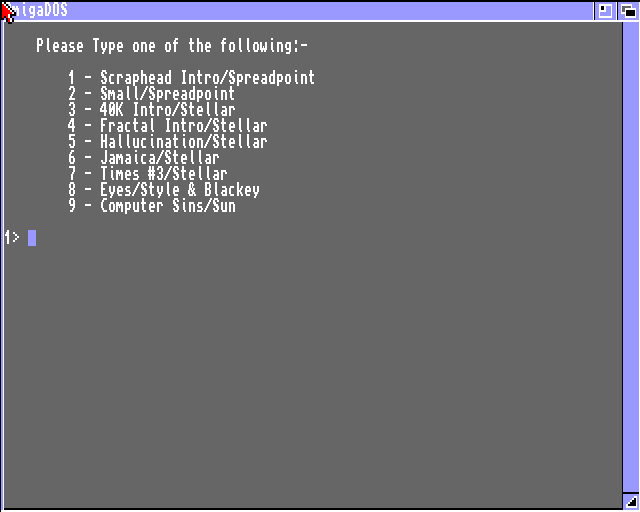 AmigaDOS
Please Type one of the following:-
1 - Scraphead Intro/Spreadpoint
2 - Small/Spreadpoint
3 - 40K Intro/Stellar
4 - Fractal Intro/Stellar
5 - Hallucination/Stellar
6 - Jamaica/Stellar
7 - Times #3/Stellar
8 - Eyes/Style & Blackey
9 - Computer Sins/Sun
1>